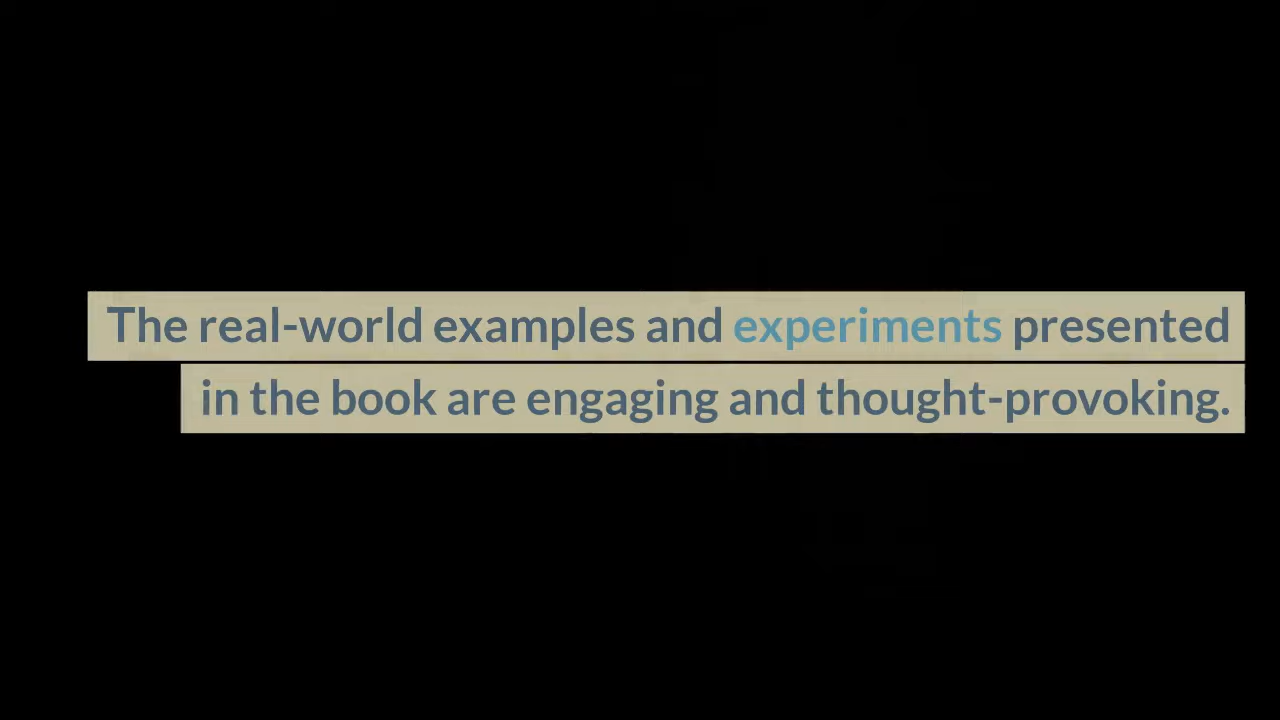 The real-world examples and experiments presented
in the book are engaging and thought-provoking.